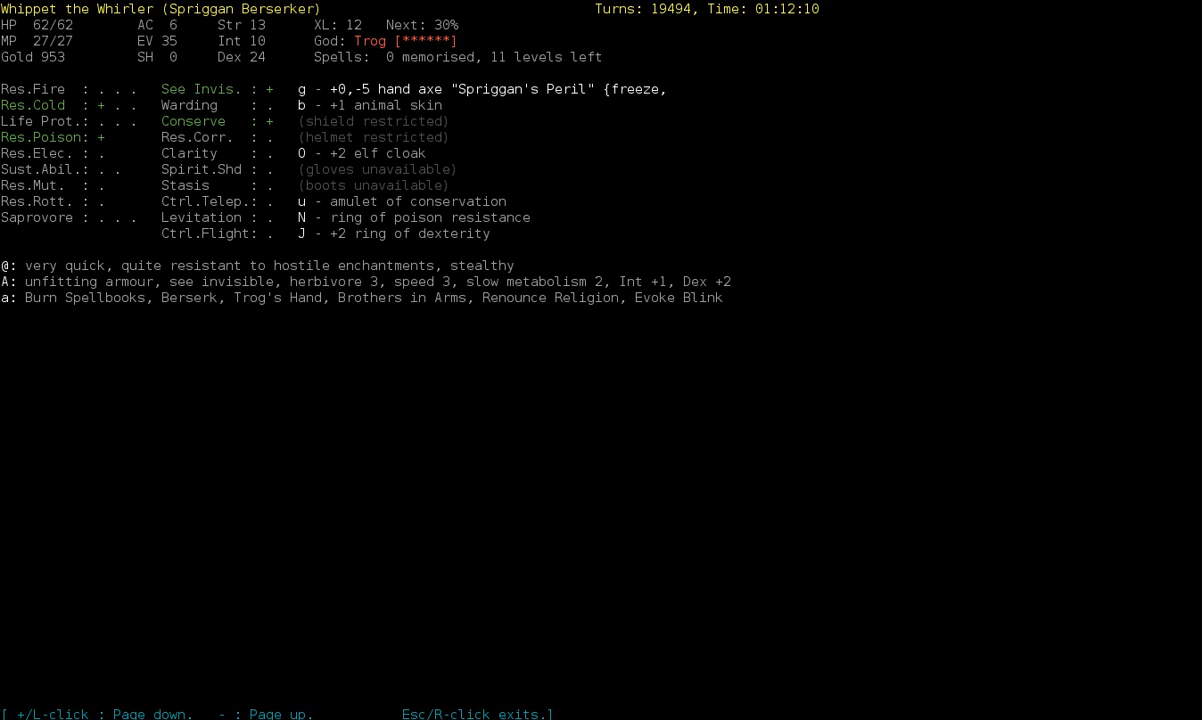 Whippet the Whirler (Spriggan Berserker) Turns: 19494, Time: 01:12:10
HP 62/62 AC 6 Str 13 XL: 12 Next: 30%
MP 27/27 EV 35 Int 10 God: Trog [******]
Gold 953 SH 0 Dex 24 Spells: 0 memorised, 11 levels left
Res.Fire : . . . See Invis. : + g - +0,-5 hand axe "Spriggan's Peril" {freeze,
Res.Cold : + . . Warding : . b - +1 animal skin
Life Prot.: . . . Conserve : + (shield restricted)
Res.Poison: + Res.Corr. : . (helmet restricted)
Res.Elec. : . Clarity : . O - +2 elf cloak
Sust.Abil.: . . Spirit.Shd : . (gloves unavailable)
Res.Mut. : . Stasis : . (boots unavailable)
Res.Rott. : . Ctrl.Telep.: . u - amulet of conservation
Saprovore : . . . Levitation : . N - ring of poison resistance
Ctrl.Flight: . J - +2 ring of dexterity
@: very quick, quite resistant to hostile enchantments, stealthy
A: unfitting armour, see invisible, herbivore 3, speed 3, slow metabolism 2, Int +1, Dex +2
a: Burn Spellbooks, Berserk, Trog's Hand, Brothers in Arms, Renounce Religion, Evoke Blink
[ +/L-click : Page down. - : Page up. Esc/R-click exits.]